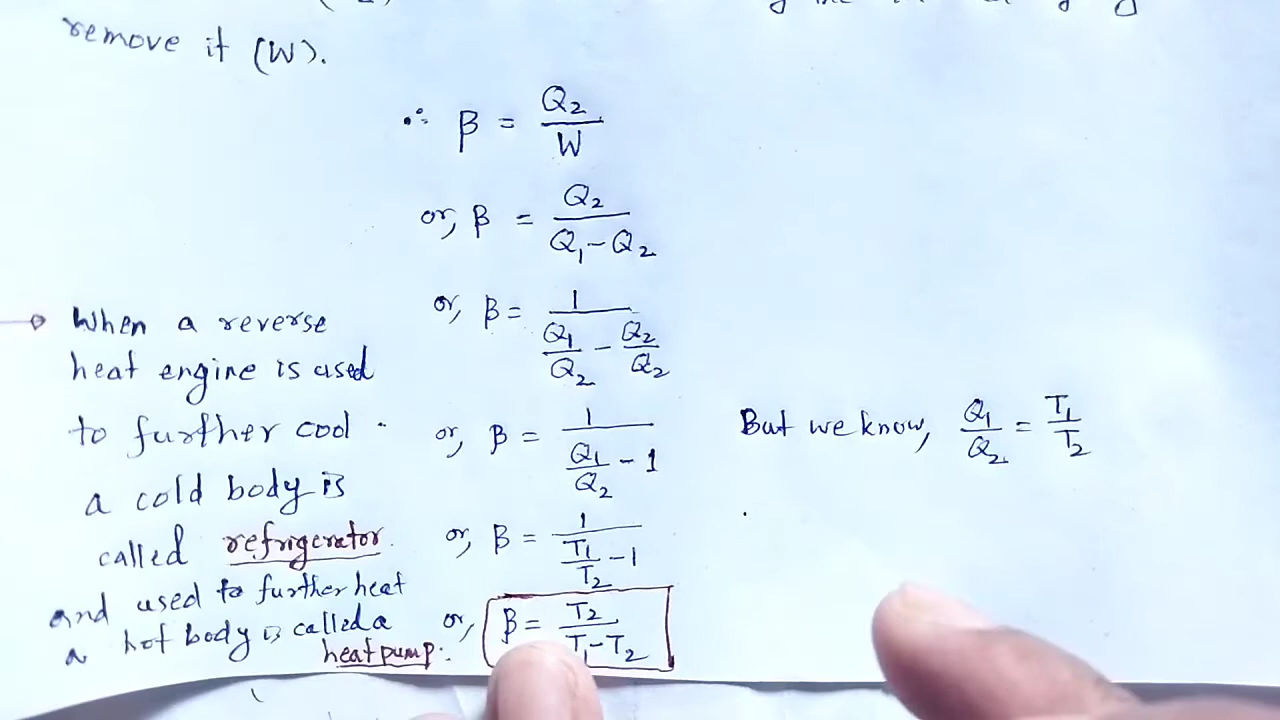 remove it (W).
∴ β = Q₂/W
or, β = Q₂/(Q₁-Q₂)
or, β = 1/(Q₁/Q₂ - Q₂/Q₂)
or, β = 1/(Q₁/Q₂ - 1)
But we know, Q₁/Q₂ = T₁/T₂
or, β = 1/(T₁/T₂ - 1)
or, β = T₂/(T₁-T₂)
When a reverse
heat engine is used
to further cool
a cold body is
called refrigerator.
and used to further heat
a hot body is called a
heat pump.